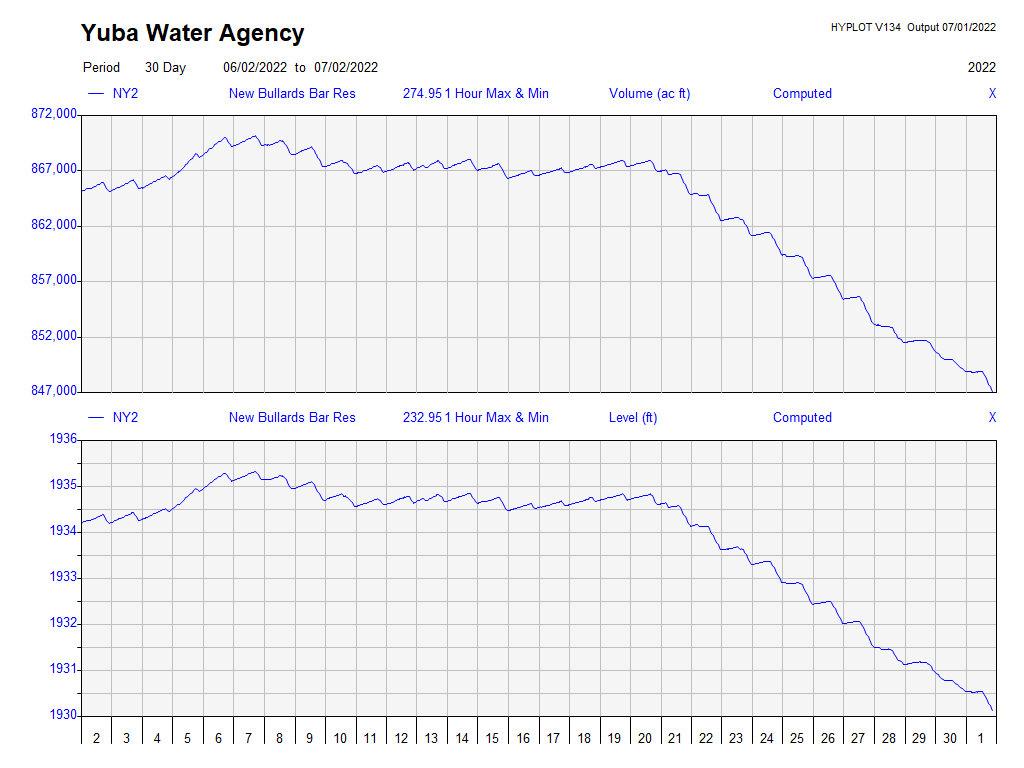 Yuba Water Agency
HYPLOT V134 Output 07/01/2022
Period 30 Day 06/02/2022 to 07/02/2022 2022
NY2 New Bullards Bar Res 274.95 1 Hour Max & Min Volume (ac ft) Computed X
872,000
867,000
862,000
857,000
852,000
847,000
NY2 New Bullards Bar Res 232.95 1 Hour Max & Min Level (ft) Computed X
1936
1935
1934
1933
1932
1931
1930
2 3 4 5 6 7 8 9 10 11 12 13 14 15 16 17 18 19 20 21 22 23 24 25 26 27 28 29 30 1